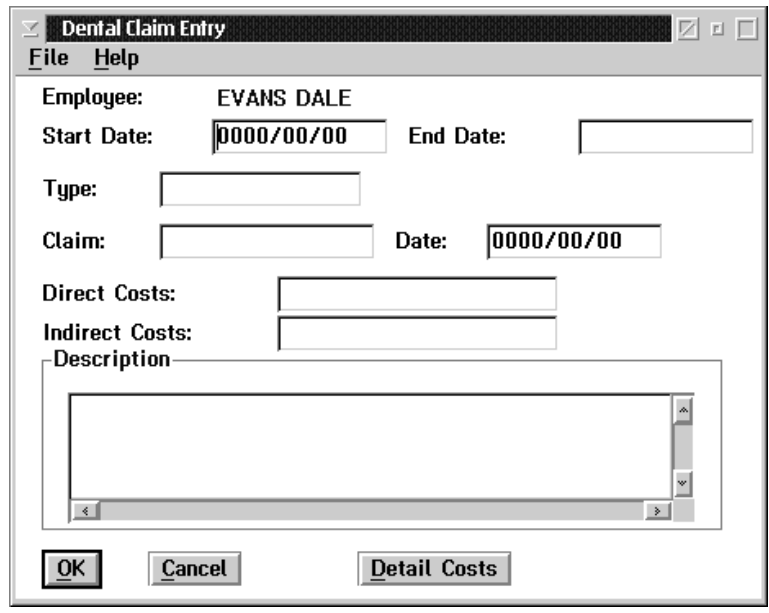 Dental Claim Entry
File Help
Employee: EVANS DALE
Start Date: 0000/00/00 End Date:
Type:
Claim: Date: 0000/00/00
Direct Costs:
Indirect Costs:
Description
OK Cancel Detail Costs